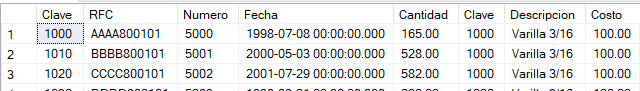 Clave RFC Numero Fecha Cantidad Clave Descripcion Costo
1 1000 AAAA800101 5000 1998-07-08 00:00:00.000 165.00 1000 Varilla 3/16 100.00
2 1010 BBBB800101 5001 2000-05-03 00:00:00.000 528.00 1000 Varilla 3/16 100.00
3 1020 CCCC800101 5002 2001-07-29 00:00:00.000 582.00 1000 Varilla 3/16 100.00